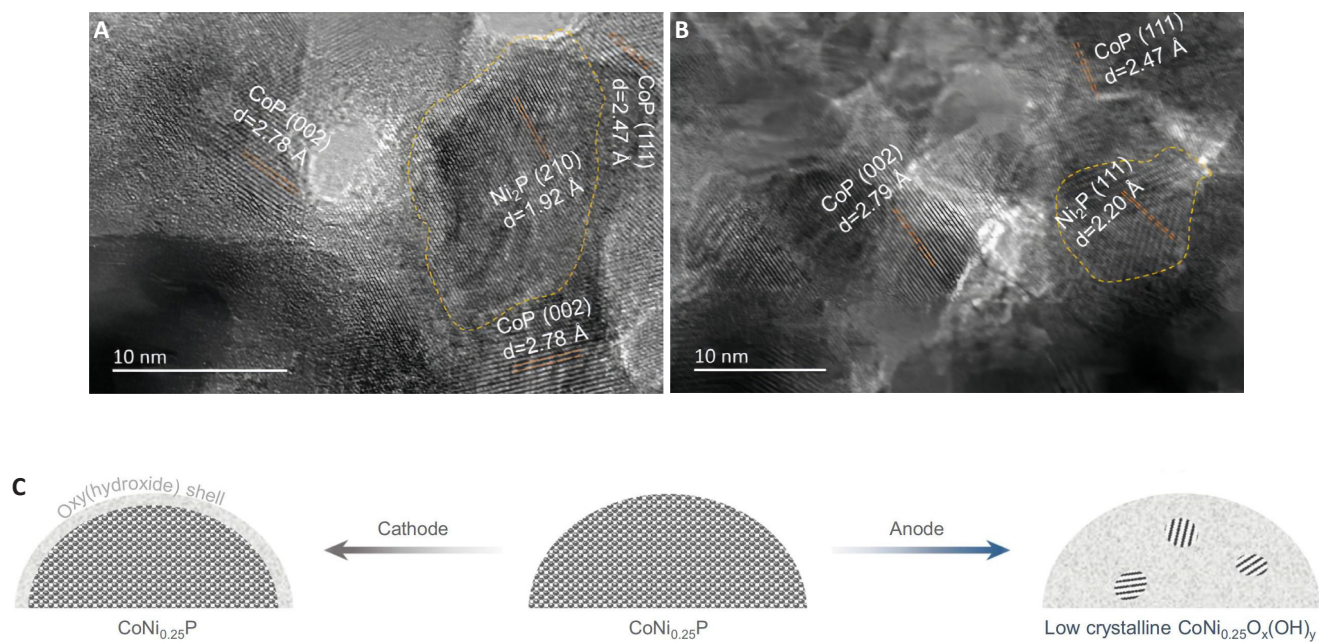 A
CoP (002)
d=2.78 Å
CoP (111)
d=2.47 Å
Ni₂P (210)
d=1.92 Å
CoP (002)
d=2.78 Å
10 nm
B
CoP (111)
d=2.47 Å
CoP (002)
d=2.79 Å
Ni₂P (111)
d=2.20 Å
10 nm
C
Oxy(hydroxide) shell
Cathode
Anode
CoNi₀.₂₅P
CoNi₀.₂₅P
Low crystalline CoNi₀.₂₅Oₓ(OH)ᵧ